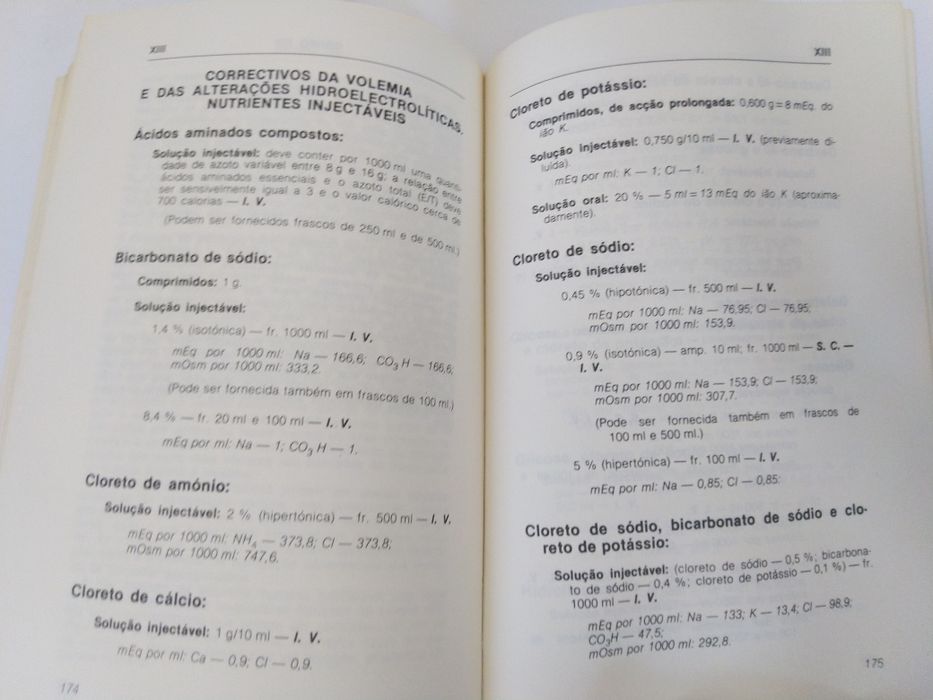 XIII
CORRECTIVOS DA VOLEMIA
E DAS ALTERAÇÕES HIDROELECTROLÍTICAS.
NUTRIENTES INJECTÁVEIS
Ácidos aminados compostos:
Solução injectável: deve conter por 1000 ml uma quanti-
dade de azoto variável entre 8 g e 16 g; a relação entre
ácidos aminados essenciais e o azoto total (E/T) deve
ser sensivelmente igual a 3 e o valor calórico cerca de
700 calorias — I. V.
(Podem ser fornecidos frascos de 250 ml e de 500 ml.)
Bicarbonato de sódio:
Comprimidos: 1 g.
Solução injectável:
1,4 % (isotónica) — fr. 1000 ml — I. V.
mEq por 1000 ml: Na — 166,6; CO3 H — 166,6;
mOsm por 1000 ml: 333,2.
(Pode ser fornecida também em frascos de 100 ml.)
8,4 % — fr. 20 ml e 100 ml — I. V.
mEq por ml: Na — 1; CO3 H — 1.
Cloreto de amónio:
Solução injectável: 2 % (hipertónica) — fr. 500 ml — I. V.
mEq por 1000 ml: NH4 — 373,8; Cl — 373,8;
mOsm por 1000 ml: 747,6.
Cloreto de cálcio:
Solução injectável: 1 g/10 ml — I. V.
mEq por ml: Ca — 0,9; Cl — 0,9.
174
XIII
Cloreto de potássio:
Comprimidos, de acção prolongada: 0,600 g = 8 mEq. do
ião K.
Solução injectável: 0,750 g/10 ml — I. V. (previamente di-
luída).
mEq por ml: K — 1; Cl — 1.
Solução oral: 20 % — 5 ml = 13 mEq do ião K (aproxima-
damente).
Cloreto de sódio:
Solução injectável:
0,45 % (hipotónica) — fr. 500 ml — I. V.
mEq por 1000 ml: Na — 76,95; Cl — 76,95;
mOsm por 1000 ml: 153,9.
0,9 % (isotónica) — amp. 10 ml; fr. 1000 ml — S. C. —
I. V.
mEq por 1000 ml: Na — 153,9; Cl — 153,9;
mOsm por 1000 ml: 307,7.
(Pode ser fornecida também em frascos de
100 ml e 500 ml.)
5 % (hipertónica) — fr. 100 ml — I. V.
mEq por ml: Na — 0,85; Cl — 0,85.
Cloreto de sódio, bicarbonato de sódio e clo-
reto de potássio:
Solução injectável: (cloreto de sódio — 0,5 %; bicarbona-
to de sódio — 0,4 %; cloreto de potássio — 0,1 %) — fr.
1000 ml — I. V.
mEq por 1000 ml: Na — 133; K — 13,4; Cl — 98,9;
CO3H — 47,5;
mOsm por 1000 ml: 292,8.
175